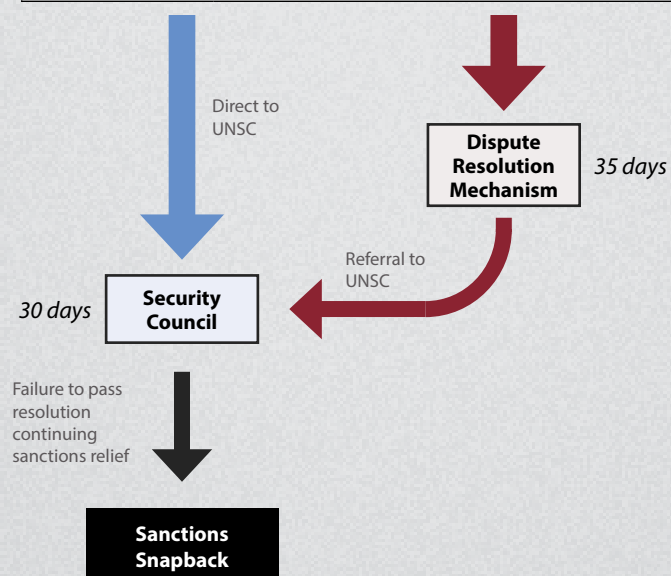 Direct to
UNSC
Dispute
Resolution
Mechanism
35 days
Referral to
UNSC
30 days
Security
Council
Failure to pass
resolution
continuing
sanctions relief
Sanctions
Snapback